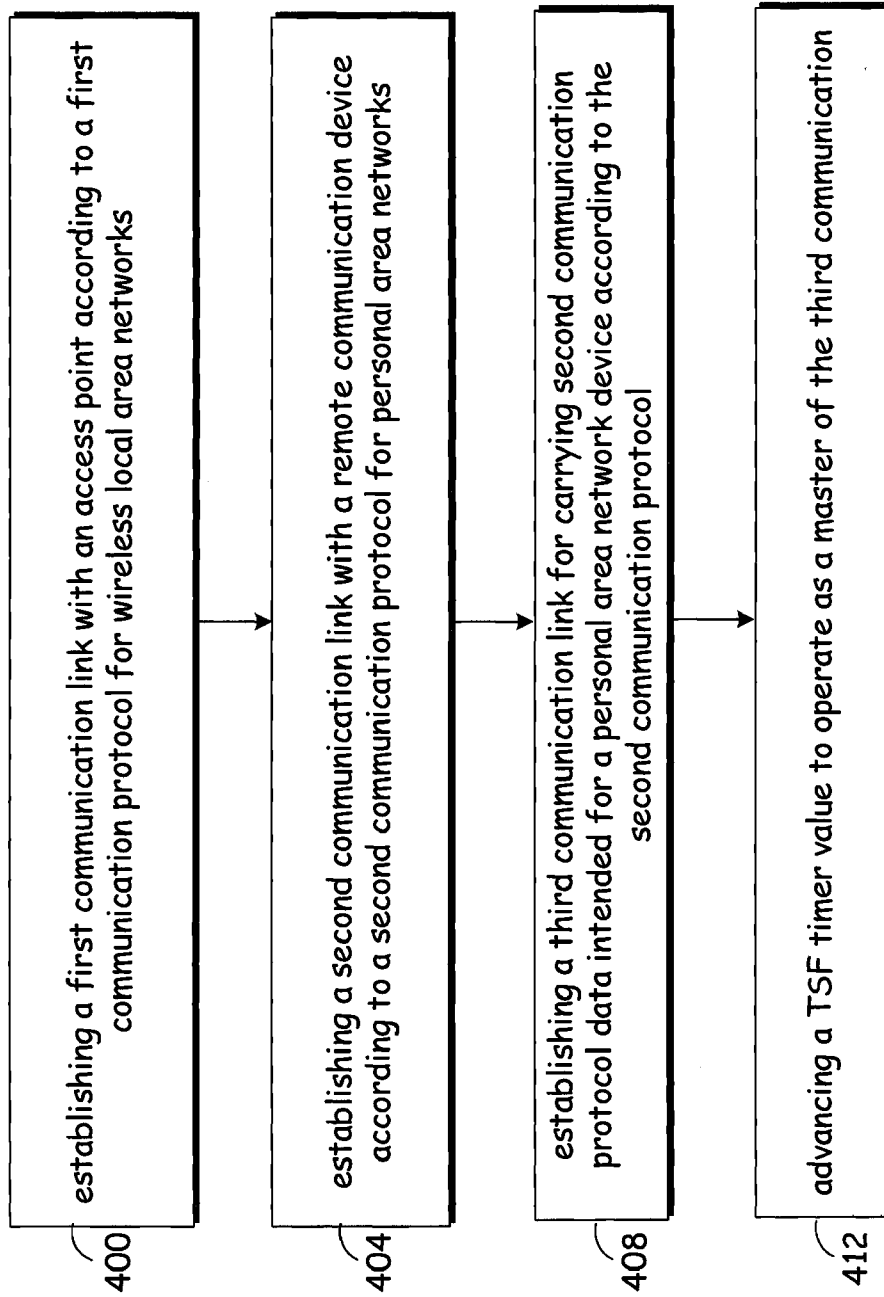 establishing a first communication link with an access point according to a first
communication protocol for wireless local area networks
400
establishing a second communication link with a remote communication device
according to a second communication protocol for personal area networks
404
establishing a third communication link for carrying second communication
protocol data intended for a personal area network device according to the
second communication protocol
408
advancing a TSF timer value to operate as a master of the third communication
412